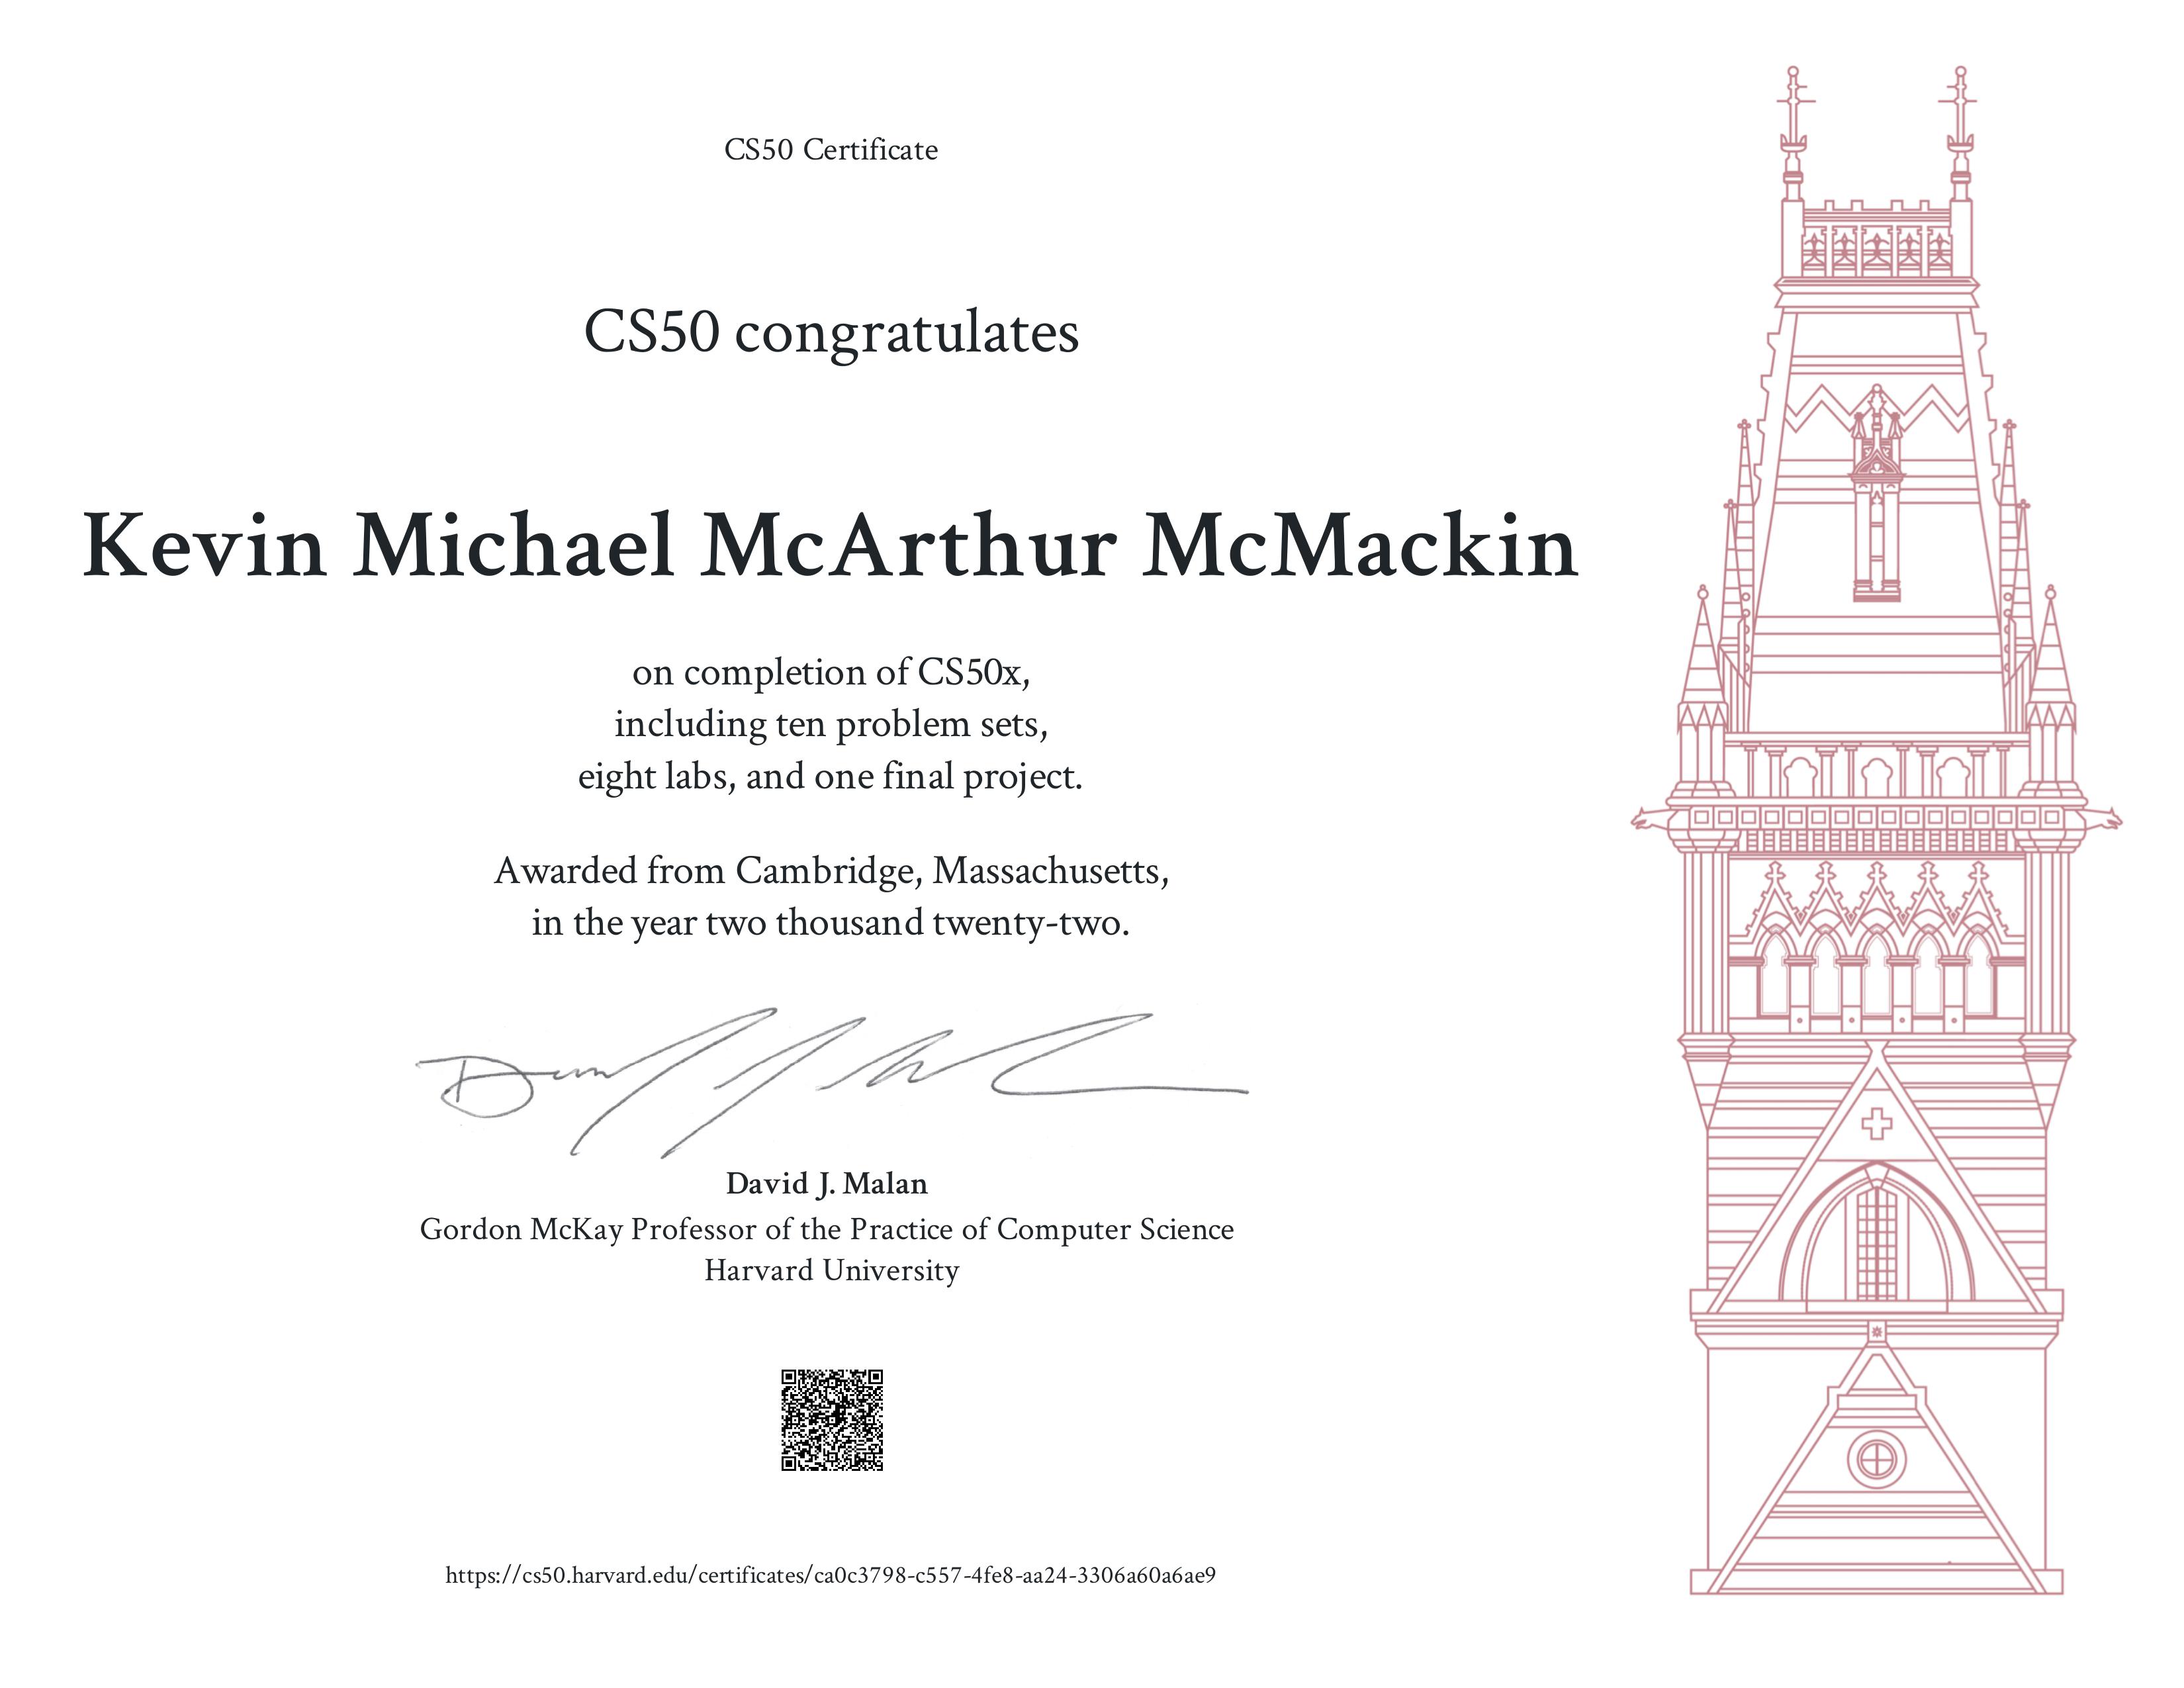 CS50 Certificate
CS50 congratulates
Kevin Michael McArthur McMackin
on completion of CS50x,
including ten problem sets,
eight labs, and one final project.
Awarded from Cambridge, Massachusetts,
in the year two thousand twenty-two.
David J. Malan
Gordon McKay Professor of the Practice of Computer Science
Harvard University
https://cs50.harvard.edu/certificates/ca0c3798-c557-4fe8-aa24-3306a60a6ae9